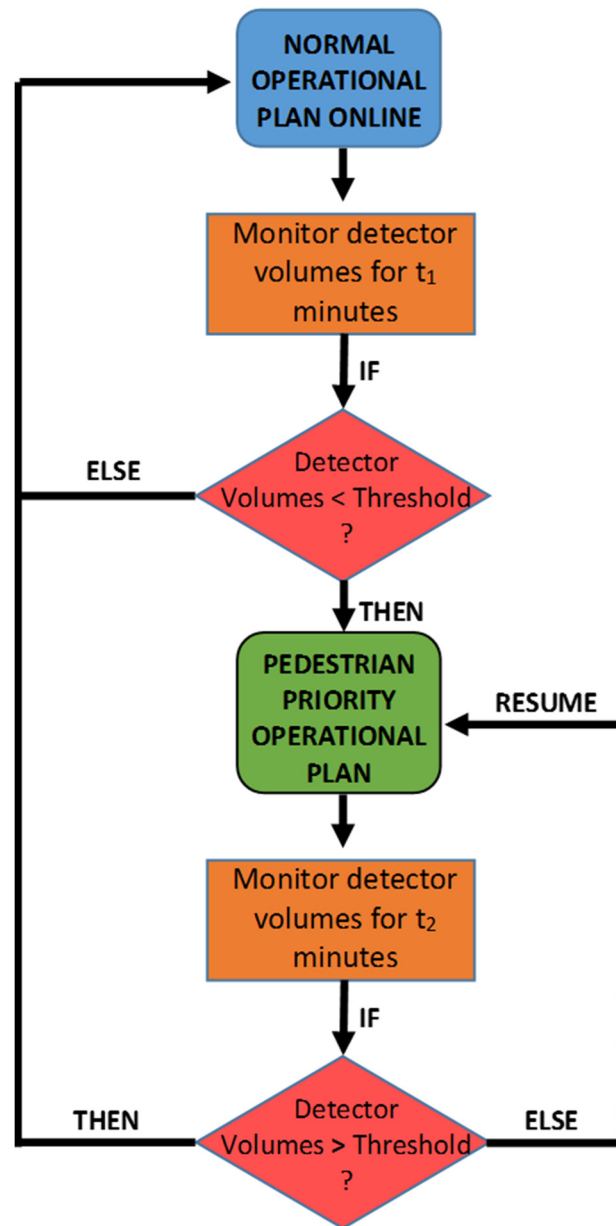 NORMAL
OPERATIONAL
PLAN ONLINE
Monitor detector
volumes for t₁
minutes
IF
Detector
Volumes < Threshold
?
ELSE
THEN
PEDESTRIAN
PRIORITY
OPERATIONAL
PLAN
RESUME
Monitor detector
volumes for t₂
minutes
IF
Detector
Volumes > Threshold
?
THEN
ELSE